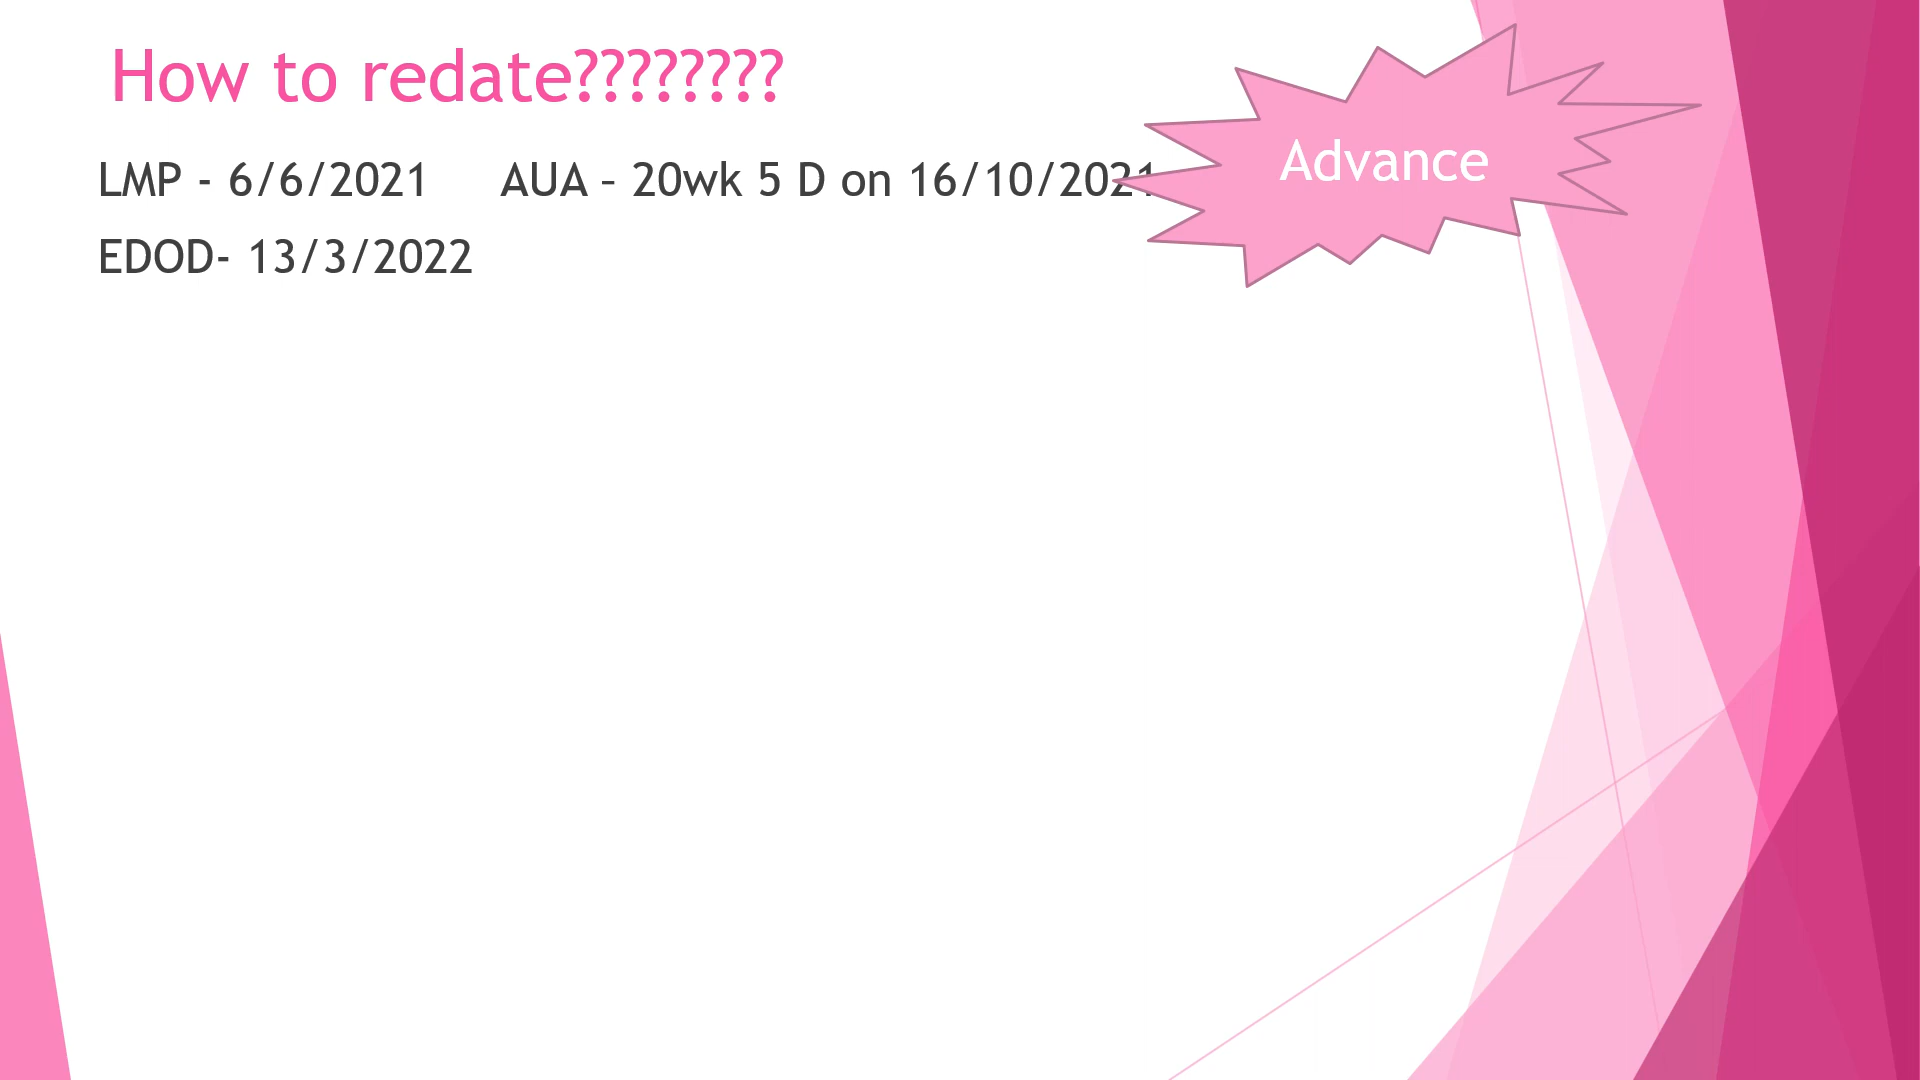 How to redate????????
LMP - 6/6/2021 AUA – 20wk 5 D on 16/10/2021
EDOD- 13/3/2022
Advance